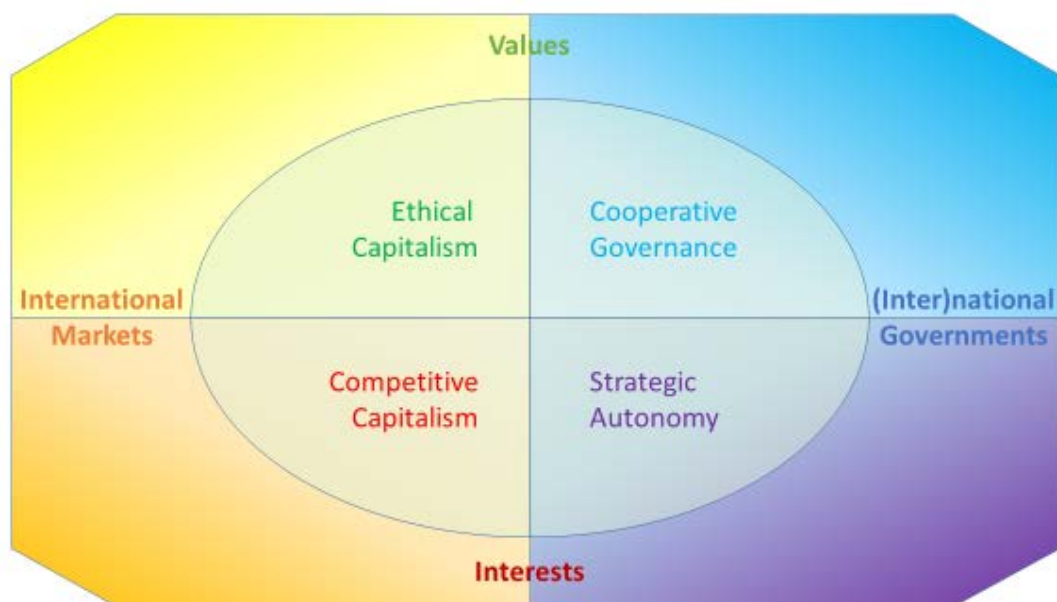 Values
Ethical
Capitalism
Cooperative
Governance
International
Markets
(Inter)national
Governments
Competitive
Capitalism
Strategic
Autonomy
Interests